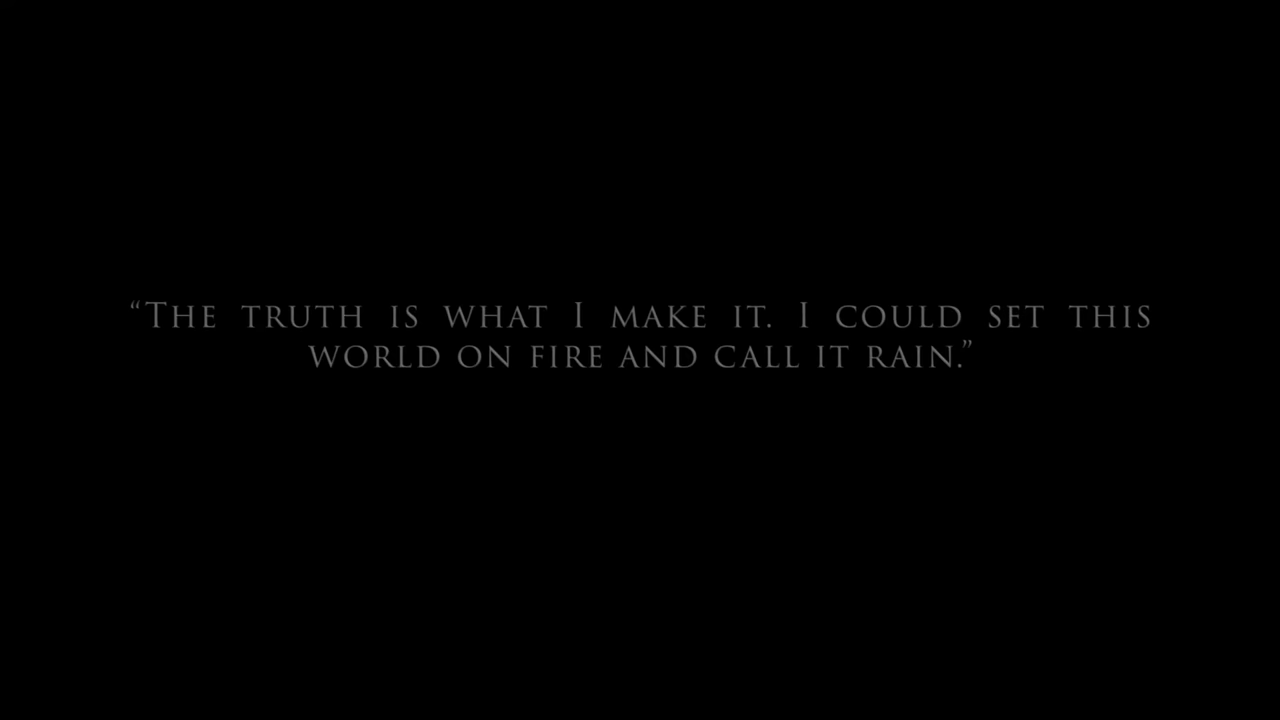 “The truth is what I make it. I could set this
world on fire and call it rain.”